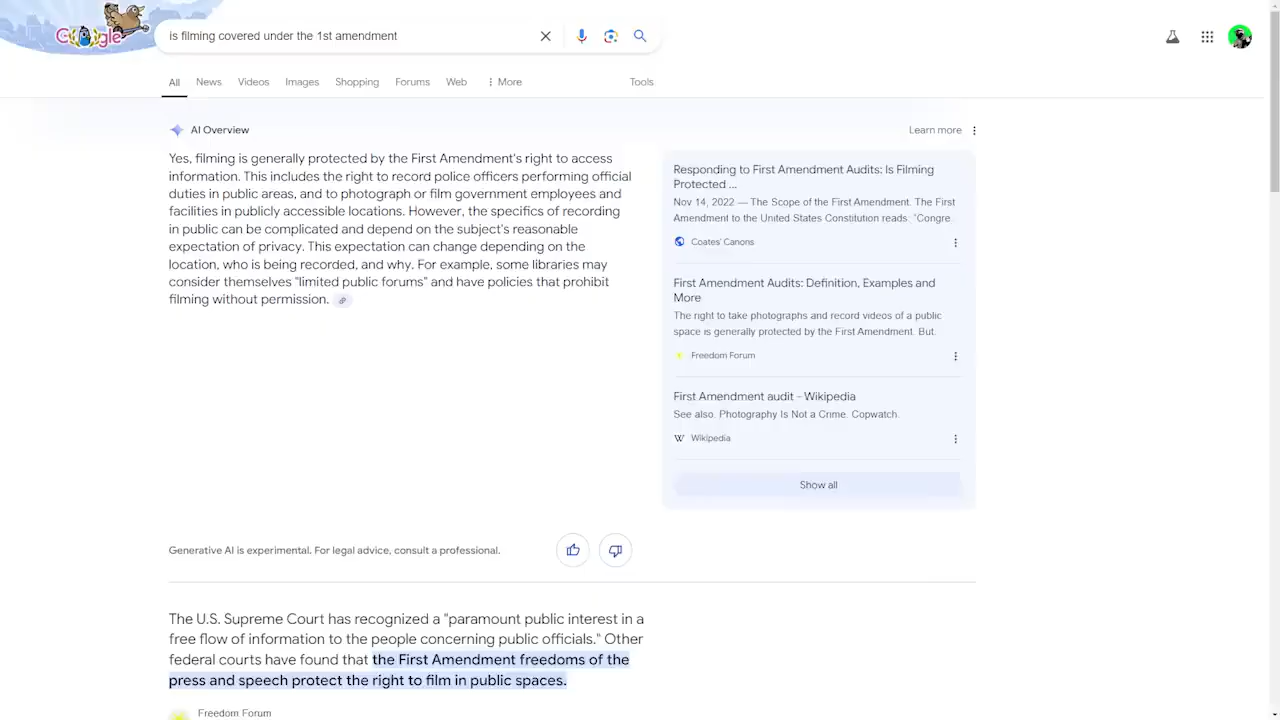 Google
is filming covered under the 1st amendment
All News Videos Images Shopping Forums Web More Tools
AI Overview
Learn more
Yes, filming is generally protected by the First Amendment's right to access
information. This includes the right to record police officers performing official
duties in public areas, and to photograph or film government employees and
facilities in publicly accessible locations. However, the specifics of recording
in public can be complicated and depend on the subject's reasonable
expectation of privacy. This expectation can change depending on the
location, who is being recorded, and why. For example, some libraries may
consider themselves "limited public forums" and have policies that prohibit
filming without permission.
Responding to First Amendment Audits: Is Filming
Protected ...
Nov 14, 2022 — The Scope of the First Amendment. The First
Amendment to the United States Constitution reads: "Congre
Coates' Canons
First Amendment Audits: Definition, Examples and
More
The right to take photographs and record videos of a public
space is generally protected by the First Amendment. But.
Freedom Forum
First Amendment audit - Wikipedia
See also. Photography Is Not a Crime. Copwatch.
W Wikipedia
Show all
Generative AI is experimental. For legal advice, consult a professional.
The U.S. Supreme Court has recognized a "paramount public interest in a
free flow of information to the people concerning public officials." Other
federal courts have found that the First Amendment freedoms of the
press and speech protect the right to film in public spaces.
Freedom Forum